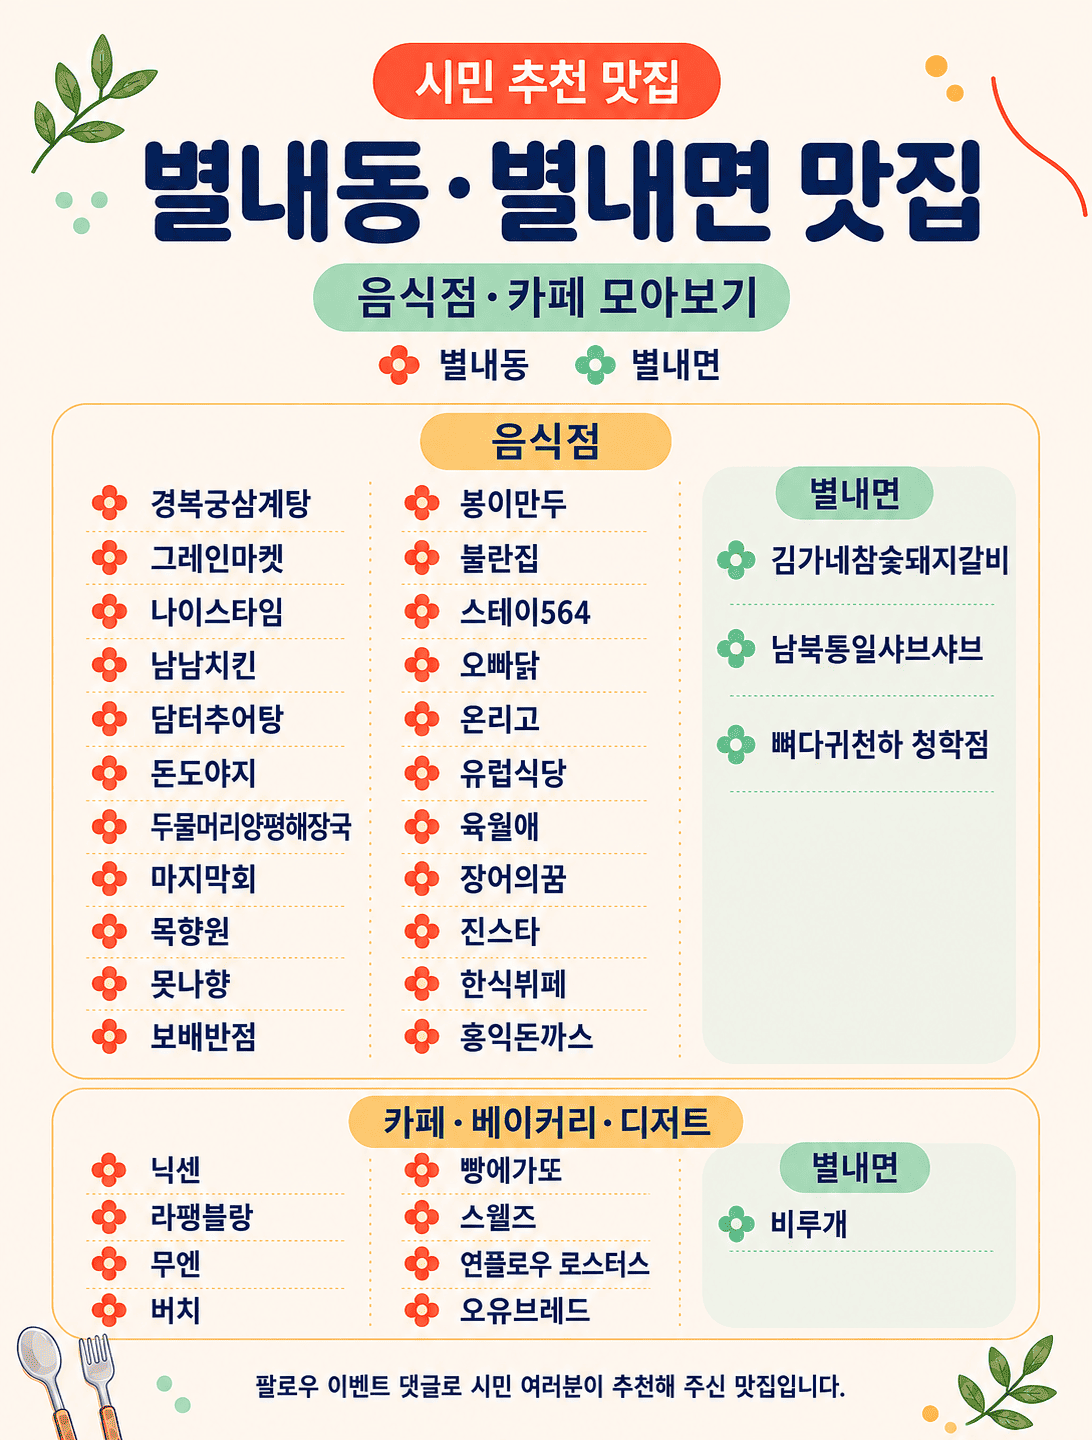 시민 추천 맛집
별내동·별내면 맛집
음식점·카페 모아보기
별내동 별내면
음식점
경복궁삼계탕
그레인마켓
나이스타임
남남치킨
담터추어탕
돈도야지
두물머리양평해장국
마지막회
목향원
못나향
보배반점
봉이만두
불란집
스테이564
오빠닭
온리고
유럽식당
육월애
장어의꿈
진스타
한식뷔페
홍익돈까스
별내면
김가네참숯돼지갈비
남북통일샤브샤브
뼈다귀천하 청학점
카페·베이커리·디저트
닉센
라팽블랑
무엔
버치
빵에가또
스웰즈
연플로우 로스터스
오유브레드
별내면
비루개
팔로우 이벤트 댓글로 시민 여러분이 추천해 주신 맛집입니다.